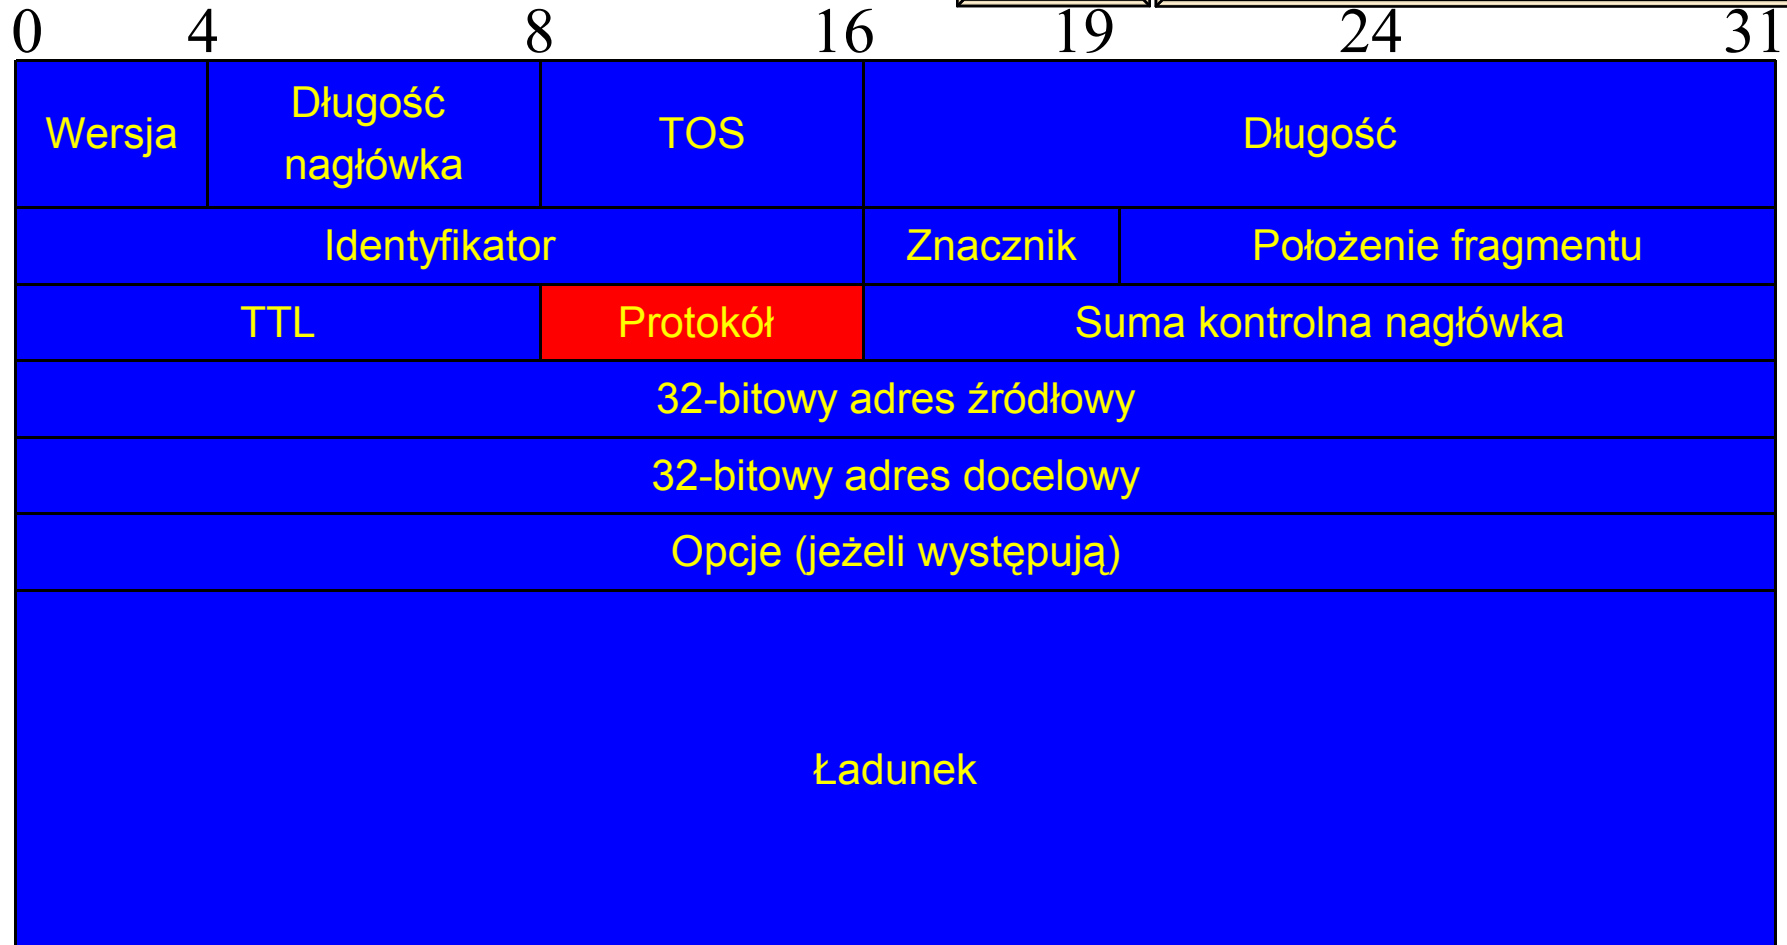 0 4 8 16 19 24 31
Wersja
Długość
nagłówka
TOS
Długość
Identyfikator
Znacznik
Położenie fragmentu
TTL
Protokół
Suma kontrolna nagłówka
32-bitowy adres źródłowy
32-bitowy adres docelowy
Opcje (jeżeli występują)
Ładunek